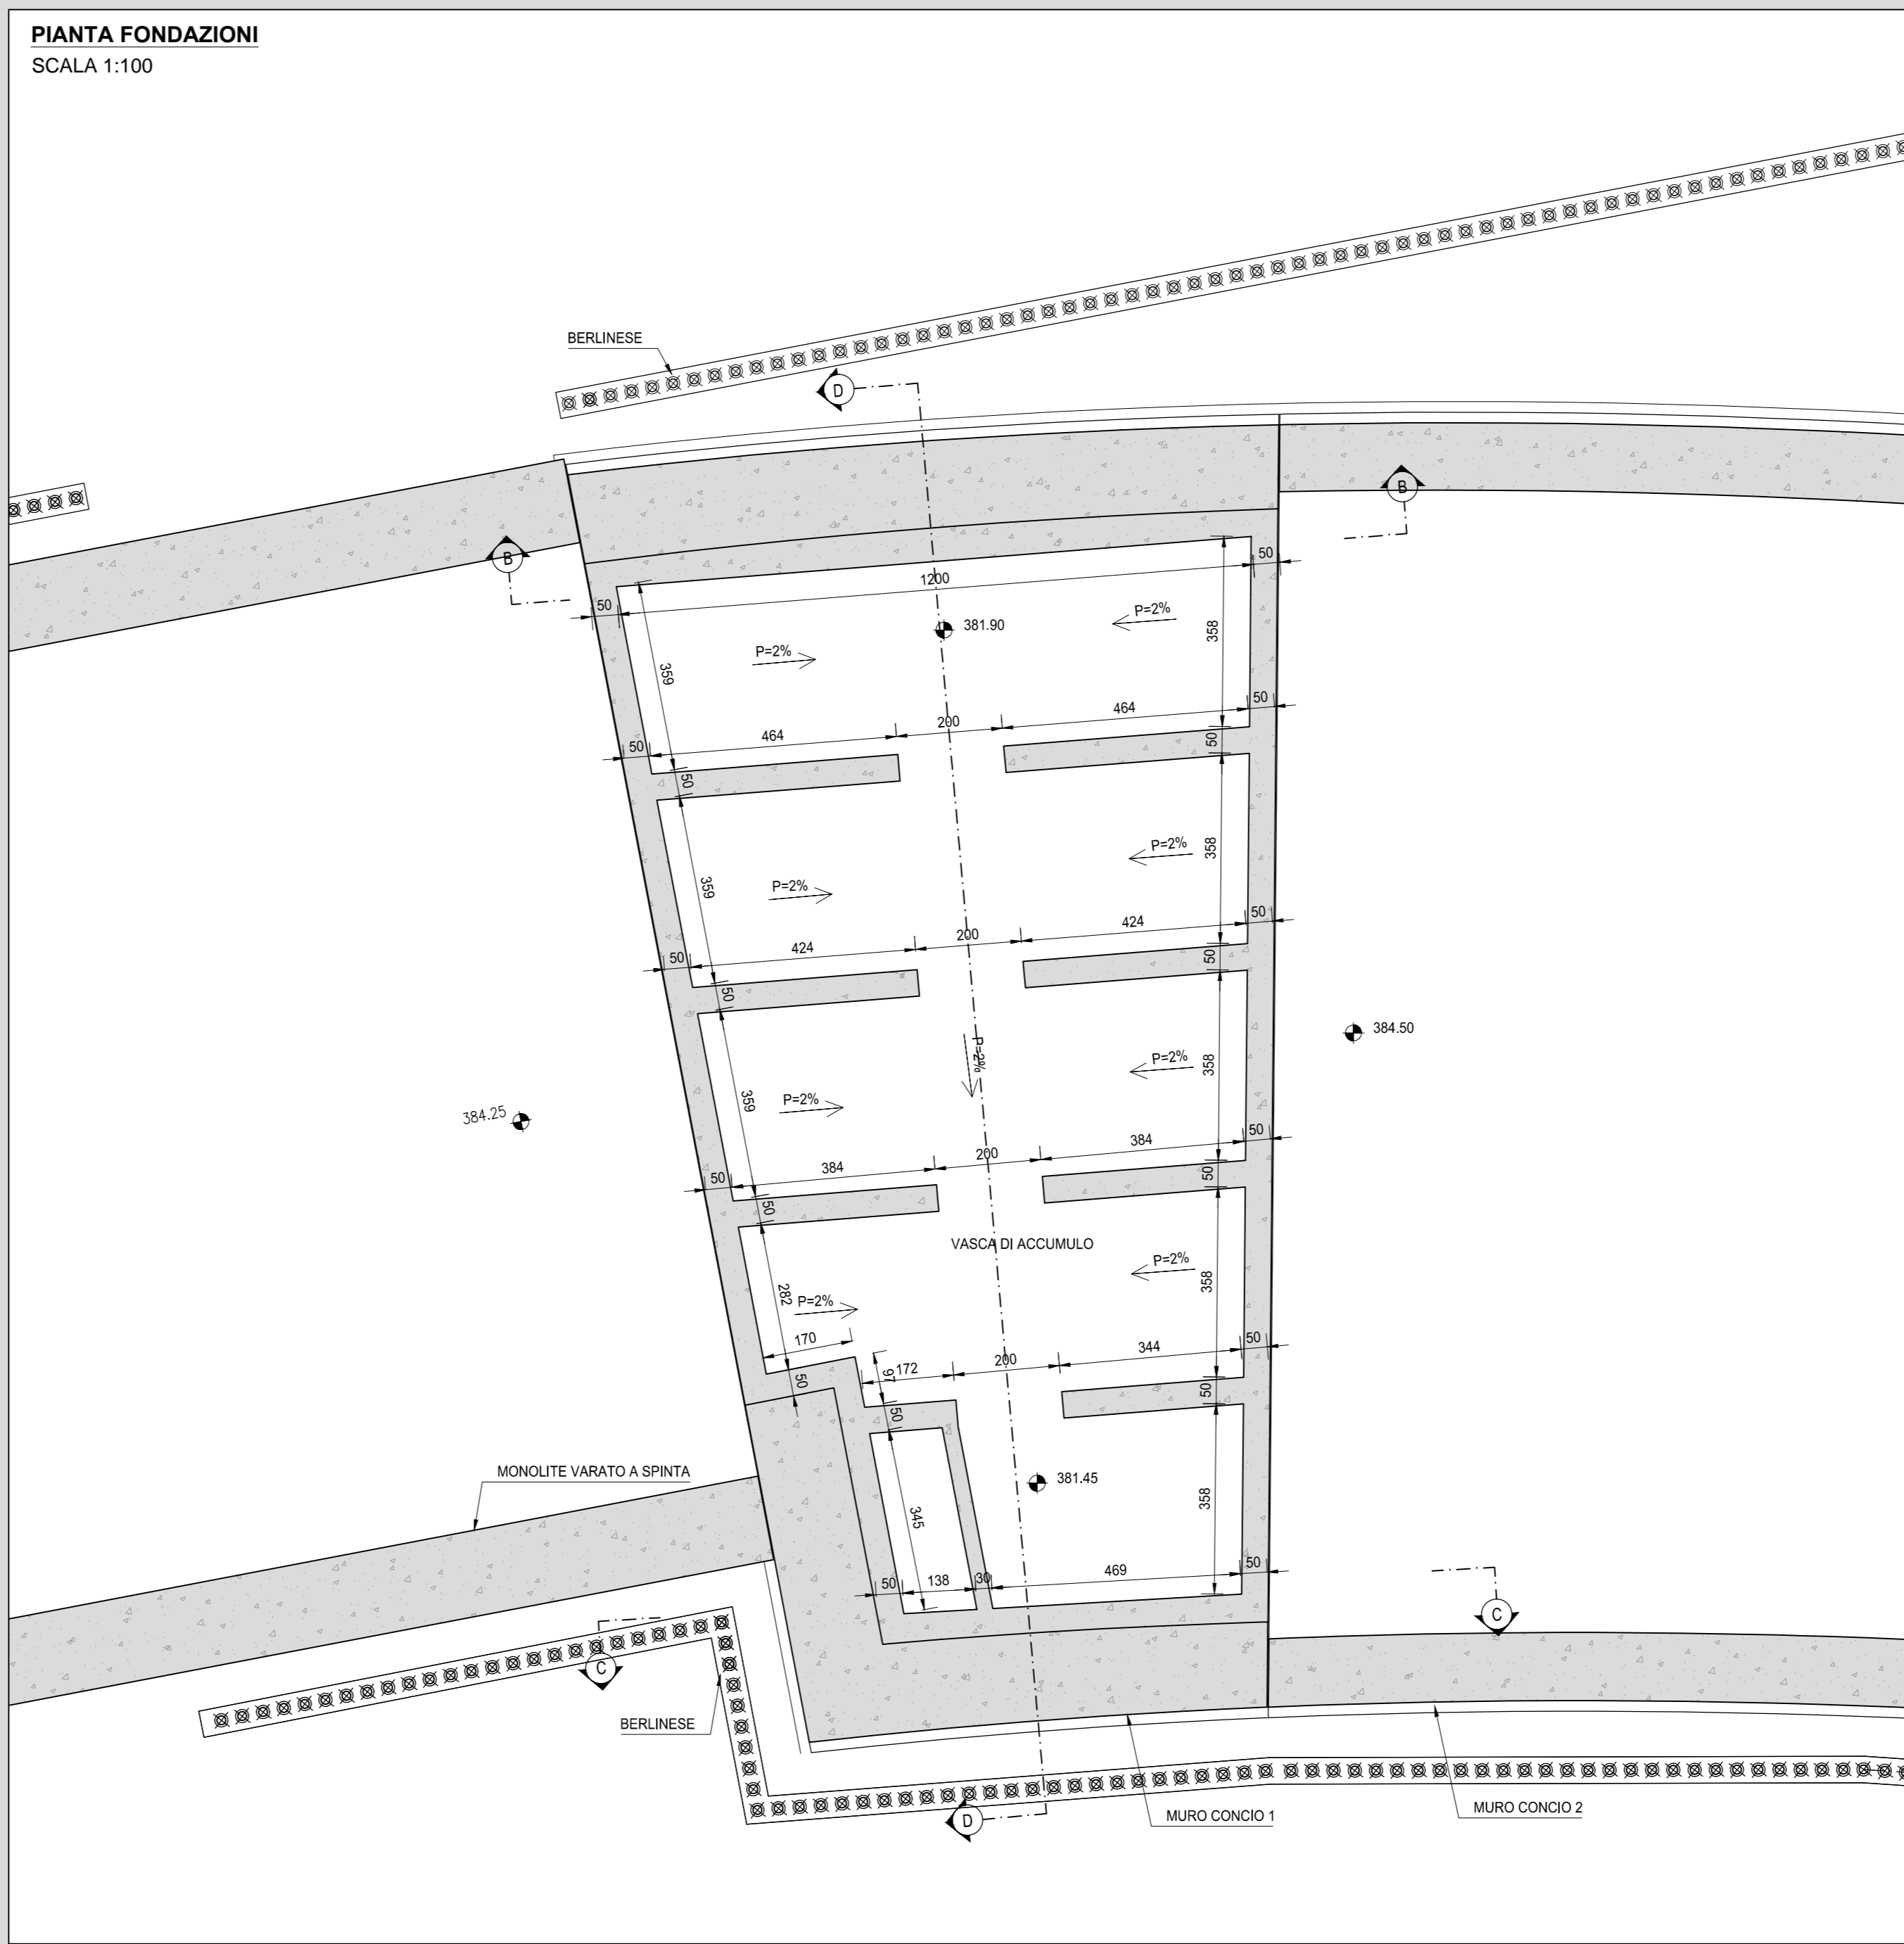 PIANTA FONDAZIONI
SCALA 1:100
BERLINESE
D
B
B
50
1200
50
381.90
P=2%
358
P=2%
359
50
464
200
464
50
50
50
P=2%
358
P=2%
359
50
424
200
424
50
50
50
384.50
P=2%
P=2%
358
P=2%
359
384.25
50
384
200
384
50
50
50
VASCA DI ACCUMULO
P=2%
358
282
P=2%
170
97
172
200
344
50
50
50
50
MONOLITE VARATO A SPINTA
381.45
358
345
50
138
30
469
50
C
C
BERLINESE
D
MURO CONCIO 1
MURO CONCIO 2